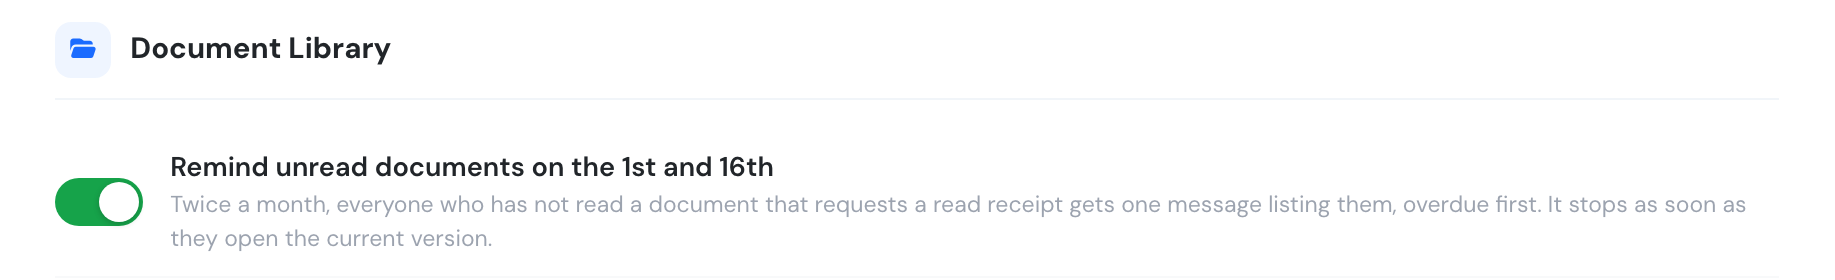 Document Library
Remind unread documents on the 1st and 16th
Twice a month, everyone who has not read a document that requests a read receipt gets one message listing them, overdue first. It stops as soon as
they open the current version.